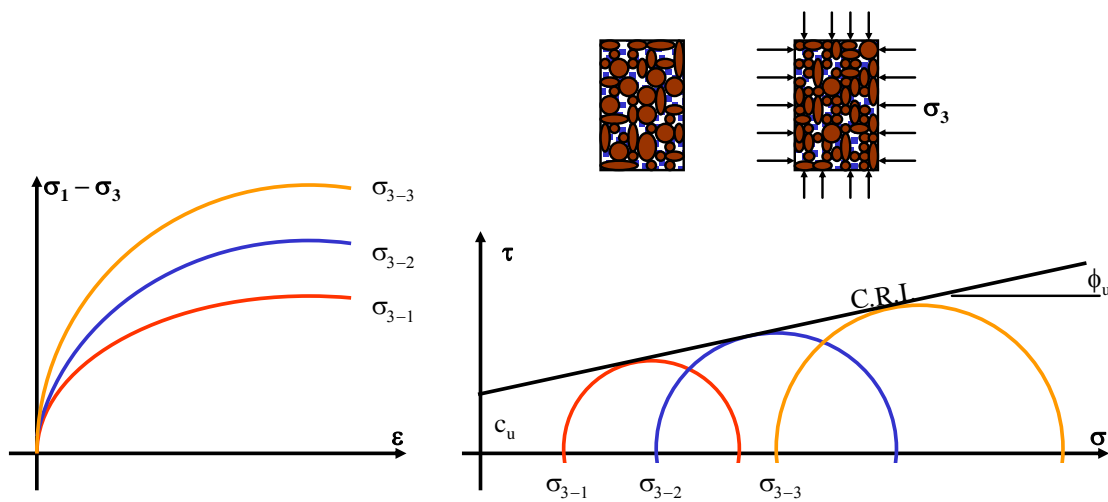 σ₃
σ₁ − σ₃
σ₃₋₃
σ₃₋₂
σ₃₋₁
ε
τ
C.R.I.
ϕᵤ
cᵤ
σ
σ₃₋₁
σ₃₋₂
σ₃₋₃